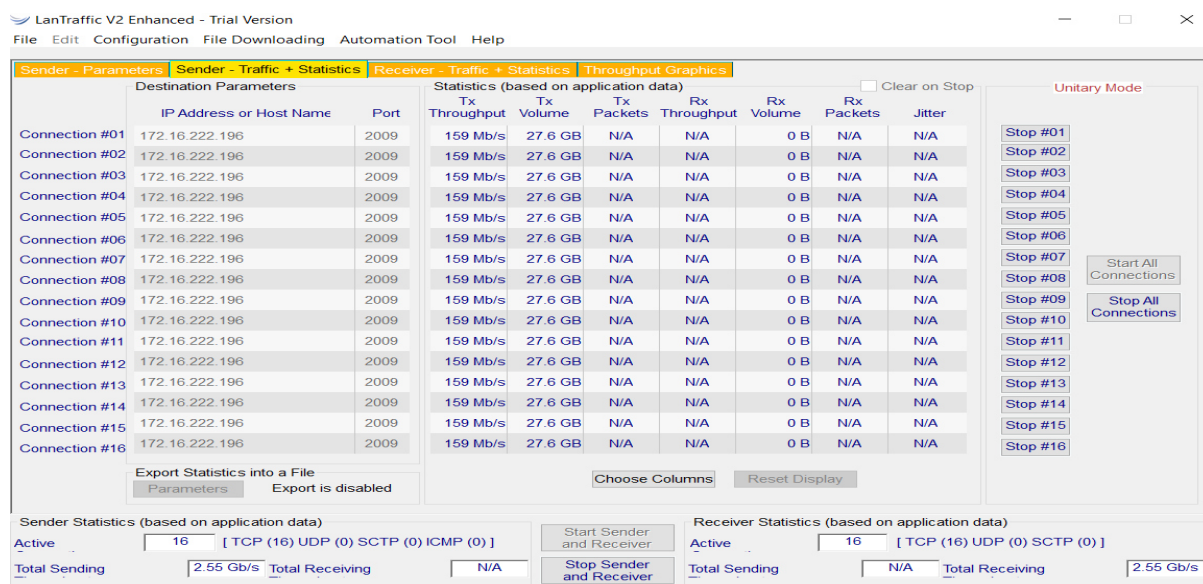 LanTraffic V2 Enhanced - Trial Version
File Edit Configuration File Downloading Automation Tool Help
Sender - Parameters Sender - Traffic + Statistics Receiver - Traffic + Statistics Throughput Graphics
Destination Parameters Statistics (based on application data) Clear on Stop Unitary Mode
IP Address or Host Name Port Tx Throughput Tx Volume Tx Packets Rx Throughput Rx Volume Rx Packets Jitter
Connection #01 172.16.222.196 2009 159 Mb/s 27.6 GB N/A N/A 0 B N/A N/A Stop #01
Connection #02 172.16.222.196 2009 159 Mb/s 27.6 GB N/A N/A 0 B N/A N/A Stop #02
Connection #03 172.16.222.196 2009 159 Mb/s 27.6 GB N/A N/A 0 B N/A N/A Stop #03
Connection #04 172.16.222.196 2009 159 Mb/s 27.6 GB N/A N/A 0 B N/A N/A Stop #04
Connection #05 172.16.222.196 2009 159 Mb/s 27.6 GB N/A N/A 0 B N/A N/A Stop #05
Connection #06 172.16.222.196 2009 159 Mb/s 27.6 GB N/A N/A 0 B N/A N/A Stop #06
Connection #07 172.16.222.196 2009 159 Mb/s 27.6 GB N/A N/A 0 B N/A N/A Stop #07
Connection #08 172.16.222.196 2009 159 Mb/s 27.6 GB N/A N/A 0 B N/A N/A Stop #08
Start All
Connections
Connection #09 172.16.222.196 2009 159 Mb/s 27.6 GB N/A N/A 0 B N/A N/A Stop #09
Connection #10 172.16.222.196 2009 159 Mb/s 27.6 GB N/A N/A 0 B N/A N/A Stop #10
Stop All
Connections
Connection #11 172.16.222.196 2009 159 Mb/s 27.6 GB N/A N/A 0 B N/A N/A Stop #11
Connection #12 172.16.222.196 2009 159 Mb/s 27.6 GB N/A N/A 0 B N/A N/A Stop #12
Connection #13 172.16.222.196 2009 159 Mb/s 27.6 GB N/A N/A 0 B N/A N/A Stop #13
Connection #14 172.16.222.196 2009 159 Mb/s 27.6 GB N/A N/A 0 B N/A N/A Stop #14
Connection #15 172.16.222.196 2009 159 Mb/s 27.6 GB N/A N/A 0 B N/A N/A Stop #15
Connection #16 172.16.222.196 2009 159 Mb/s 27.6 GB N/A N/A 0 B N/A N/A Stop #16
Export Statistics into a File
Parameters Export is disabled Choose Columns Reset Display
Sender Statistics (based on application data)
Active 16 [ TCP (16) UDP (0) SCTP (0) ICMP (0) ]
Total Sending 2.55 Gb/s Total Receiving N/A
Start Sender
and Receiver
Stop Sender
and Receiver
Receiver Statistics (based on application data)
Active 16 [ TCP (16) UDP (0) SCTP (0) ]
Total Sending N/A Total Receiving 2.55 Gb/s